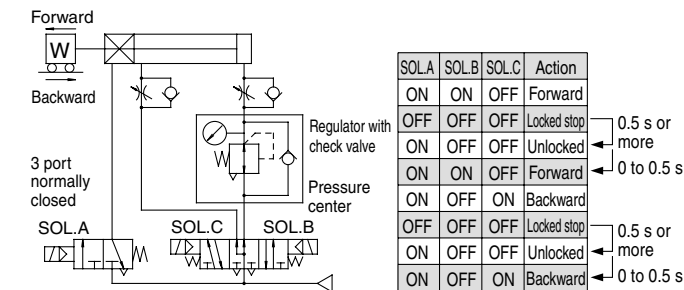 Forward
W
Backward
Regulator with
check valve
Pressure
center
3 port
normally
closed
SOL.A
SOL.C
SOL.B
SOL.A SOL.B SOL.C Action
ON ON OFF Forward
OFF OFF OFF Locked stop
ON OFF OFF Unlocked
ON ON OFF Forward
ON OFF ON Backward
OFF OFF OFF Locked stop
ON OFF OFF Unlocked
ON OFF ON Backward
0.5 s or
more
0 to 0.5 s
0.5 s or
more
0 to 0.5 s